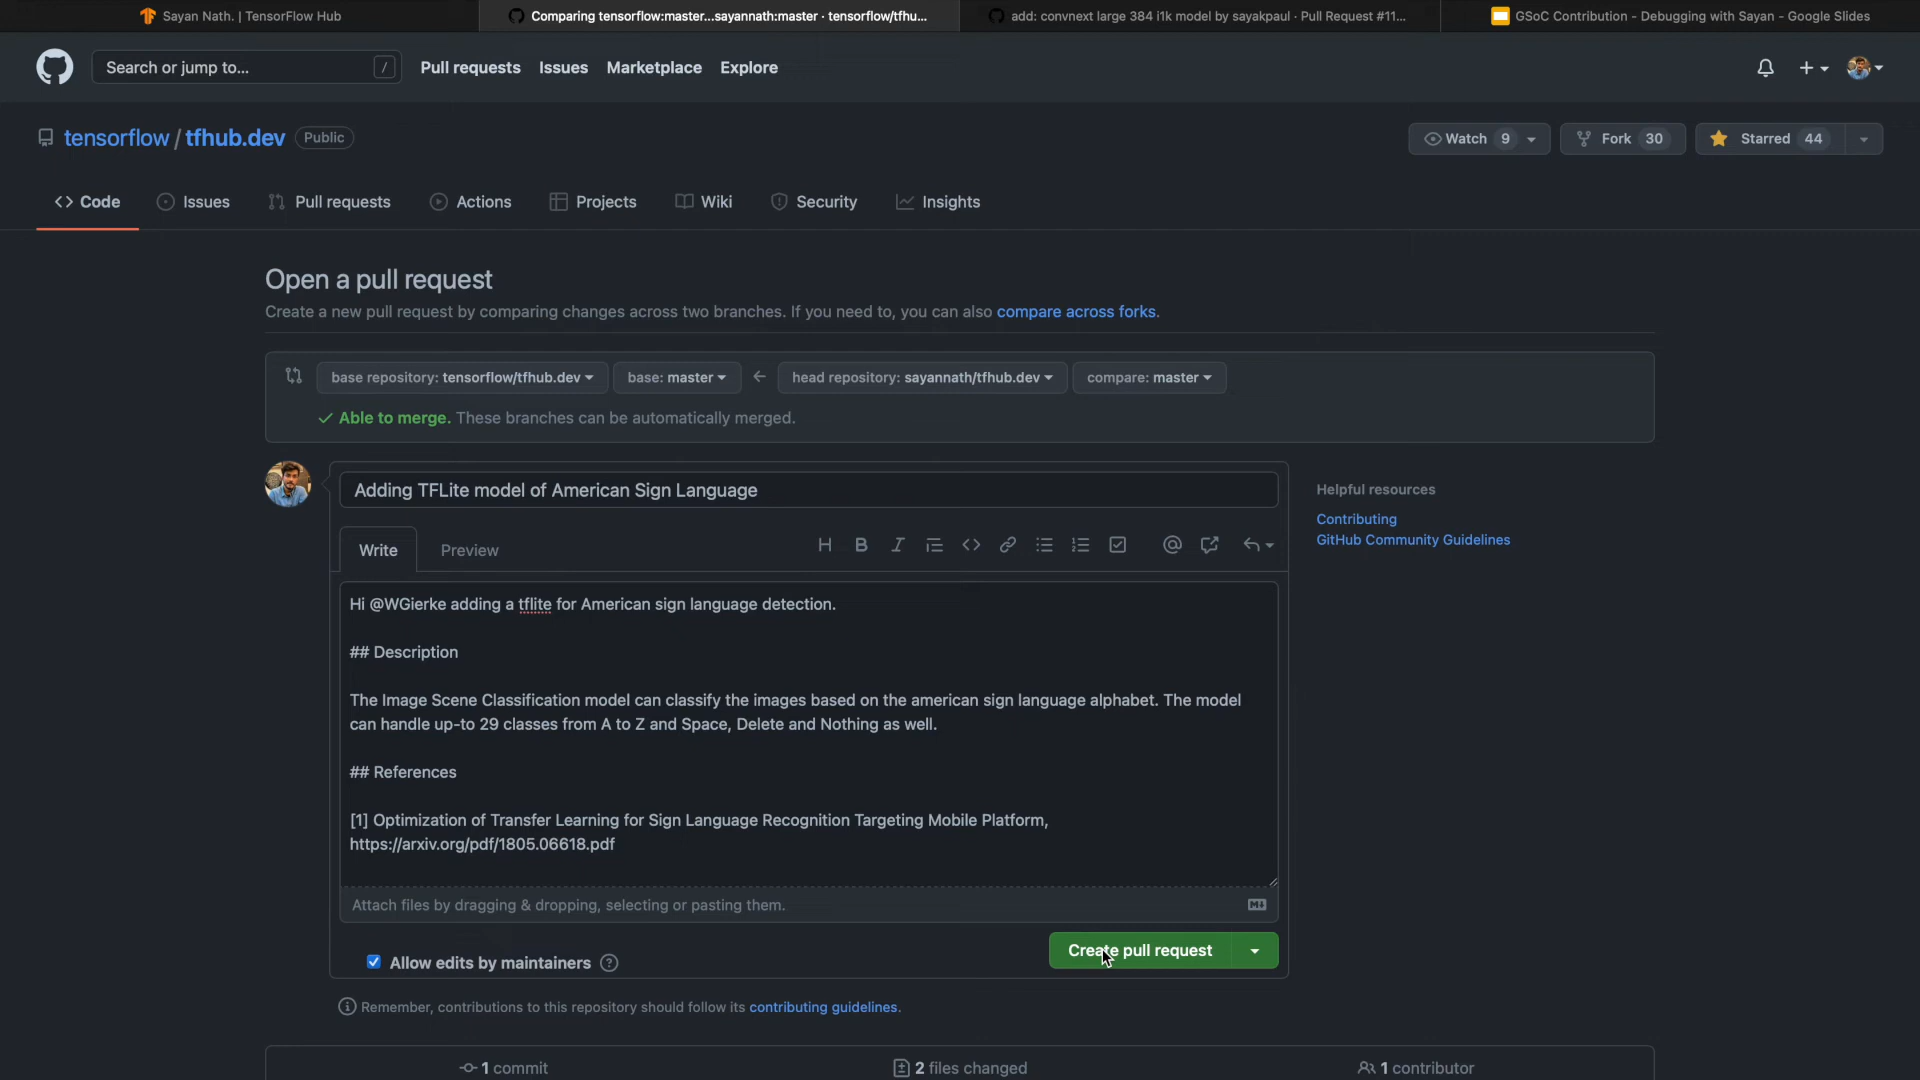 Sayan Nath. | TensorFlow Hub
Comparing tensorflow:master...sayannath:master · tensorflow/tfhu...
add: convnext large 384 i1k model by sayakpaul · Pull Request #11...
GSoC Contribution - Debugging with Sayan - Google Slides
Search or jump to... /
Pull requests Issues Marketplace Explore
tensorflow / tfhub.dev Public
Watch 9 Fork 30 Starred 44
Code Issues Pull requests Actions Projects Wiki Security Insights
Open a pull request
Create a new pull request by comparing changes across two branches. If you need to, you can also compare across forks.
base repository: tensorflow/tfhub.dev base: master ← head repository: sayannath/tfhub.dev compare: master
✓ Able to merge. These branches can be automatically merged.
Adding TFLite model of American Sign Language
Write Preview
Hi @WGierke adding a tflite for American sign language detection.
## Description
The Image Scene Classification model can classify the images based on the american sign language alphabet. The model
can handle up-to 29 classes from A to Z and Space, Delete and Nothing as well.
## References
[1] Optimization of Transfer Learning for Sign Language Recognition Targeting Mobile Platform,
https://arxiv.org/pdf/1805.06618.pdf
Attach files by dragging & dropping, selecting or pasting them.
Allow edits by maintainers
Create pull request
Remember, contributions to this repository should follow its contributing guidelines.
Helpful resources
Contributing
GitHub Community Guidelines
1 commit 2 files changed 1 contributor